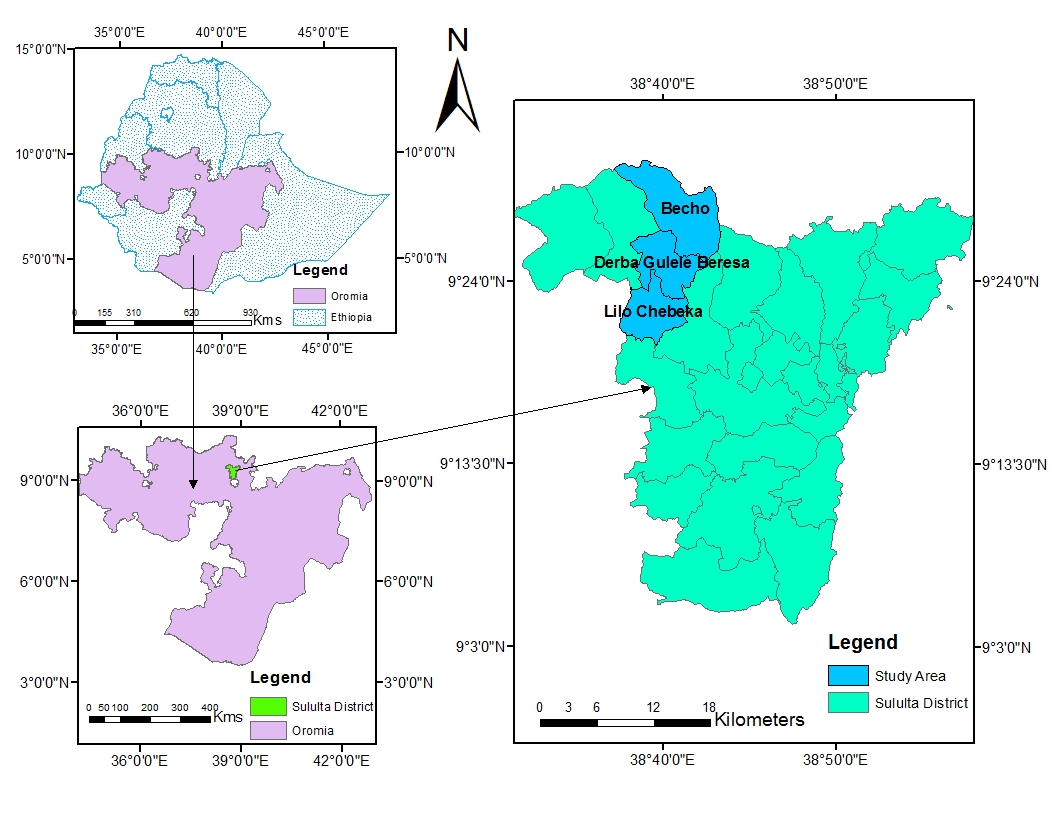 35°0'0"E 40°0'0"E 45°0'0"E
15°0'0"N
10°0'0"N 10°0'0"N
5°0'0"N 5°0'0"N
Legend
Oromia
Ethiopia
0 155 310 620 930
Kms
35°0'0"E 40°0'0"E 45°0'0"E
N
36°0'0"E 39°0'0"E 42°0'0"E
9°0'0"N 9°0'0"N
6°0'0"N 6°0'0"N
3°0'0"N 3°0'0"N
Legend
Sululta District
Oromia
0 50 100 200 300 400
Kms
36°0'0"E 39°0'0"E 42°0'0"E
38°40'0"E 38°50'0"E
Becho
Derba Gulele Beresa
9°24'0"N 9°24'0"N
Lilo Chebeka
9°13'30"N 9°13'30"N
9°3'0"N 9°3'0"N
Legend
Study Area
Sululta District
0 3 6 12 18
Kilometers
38°40'0"E 38°50'0"E